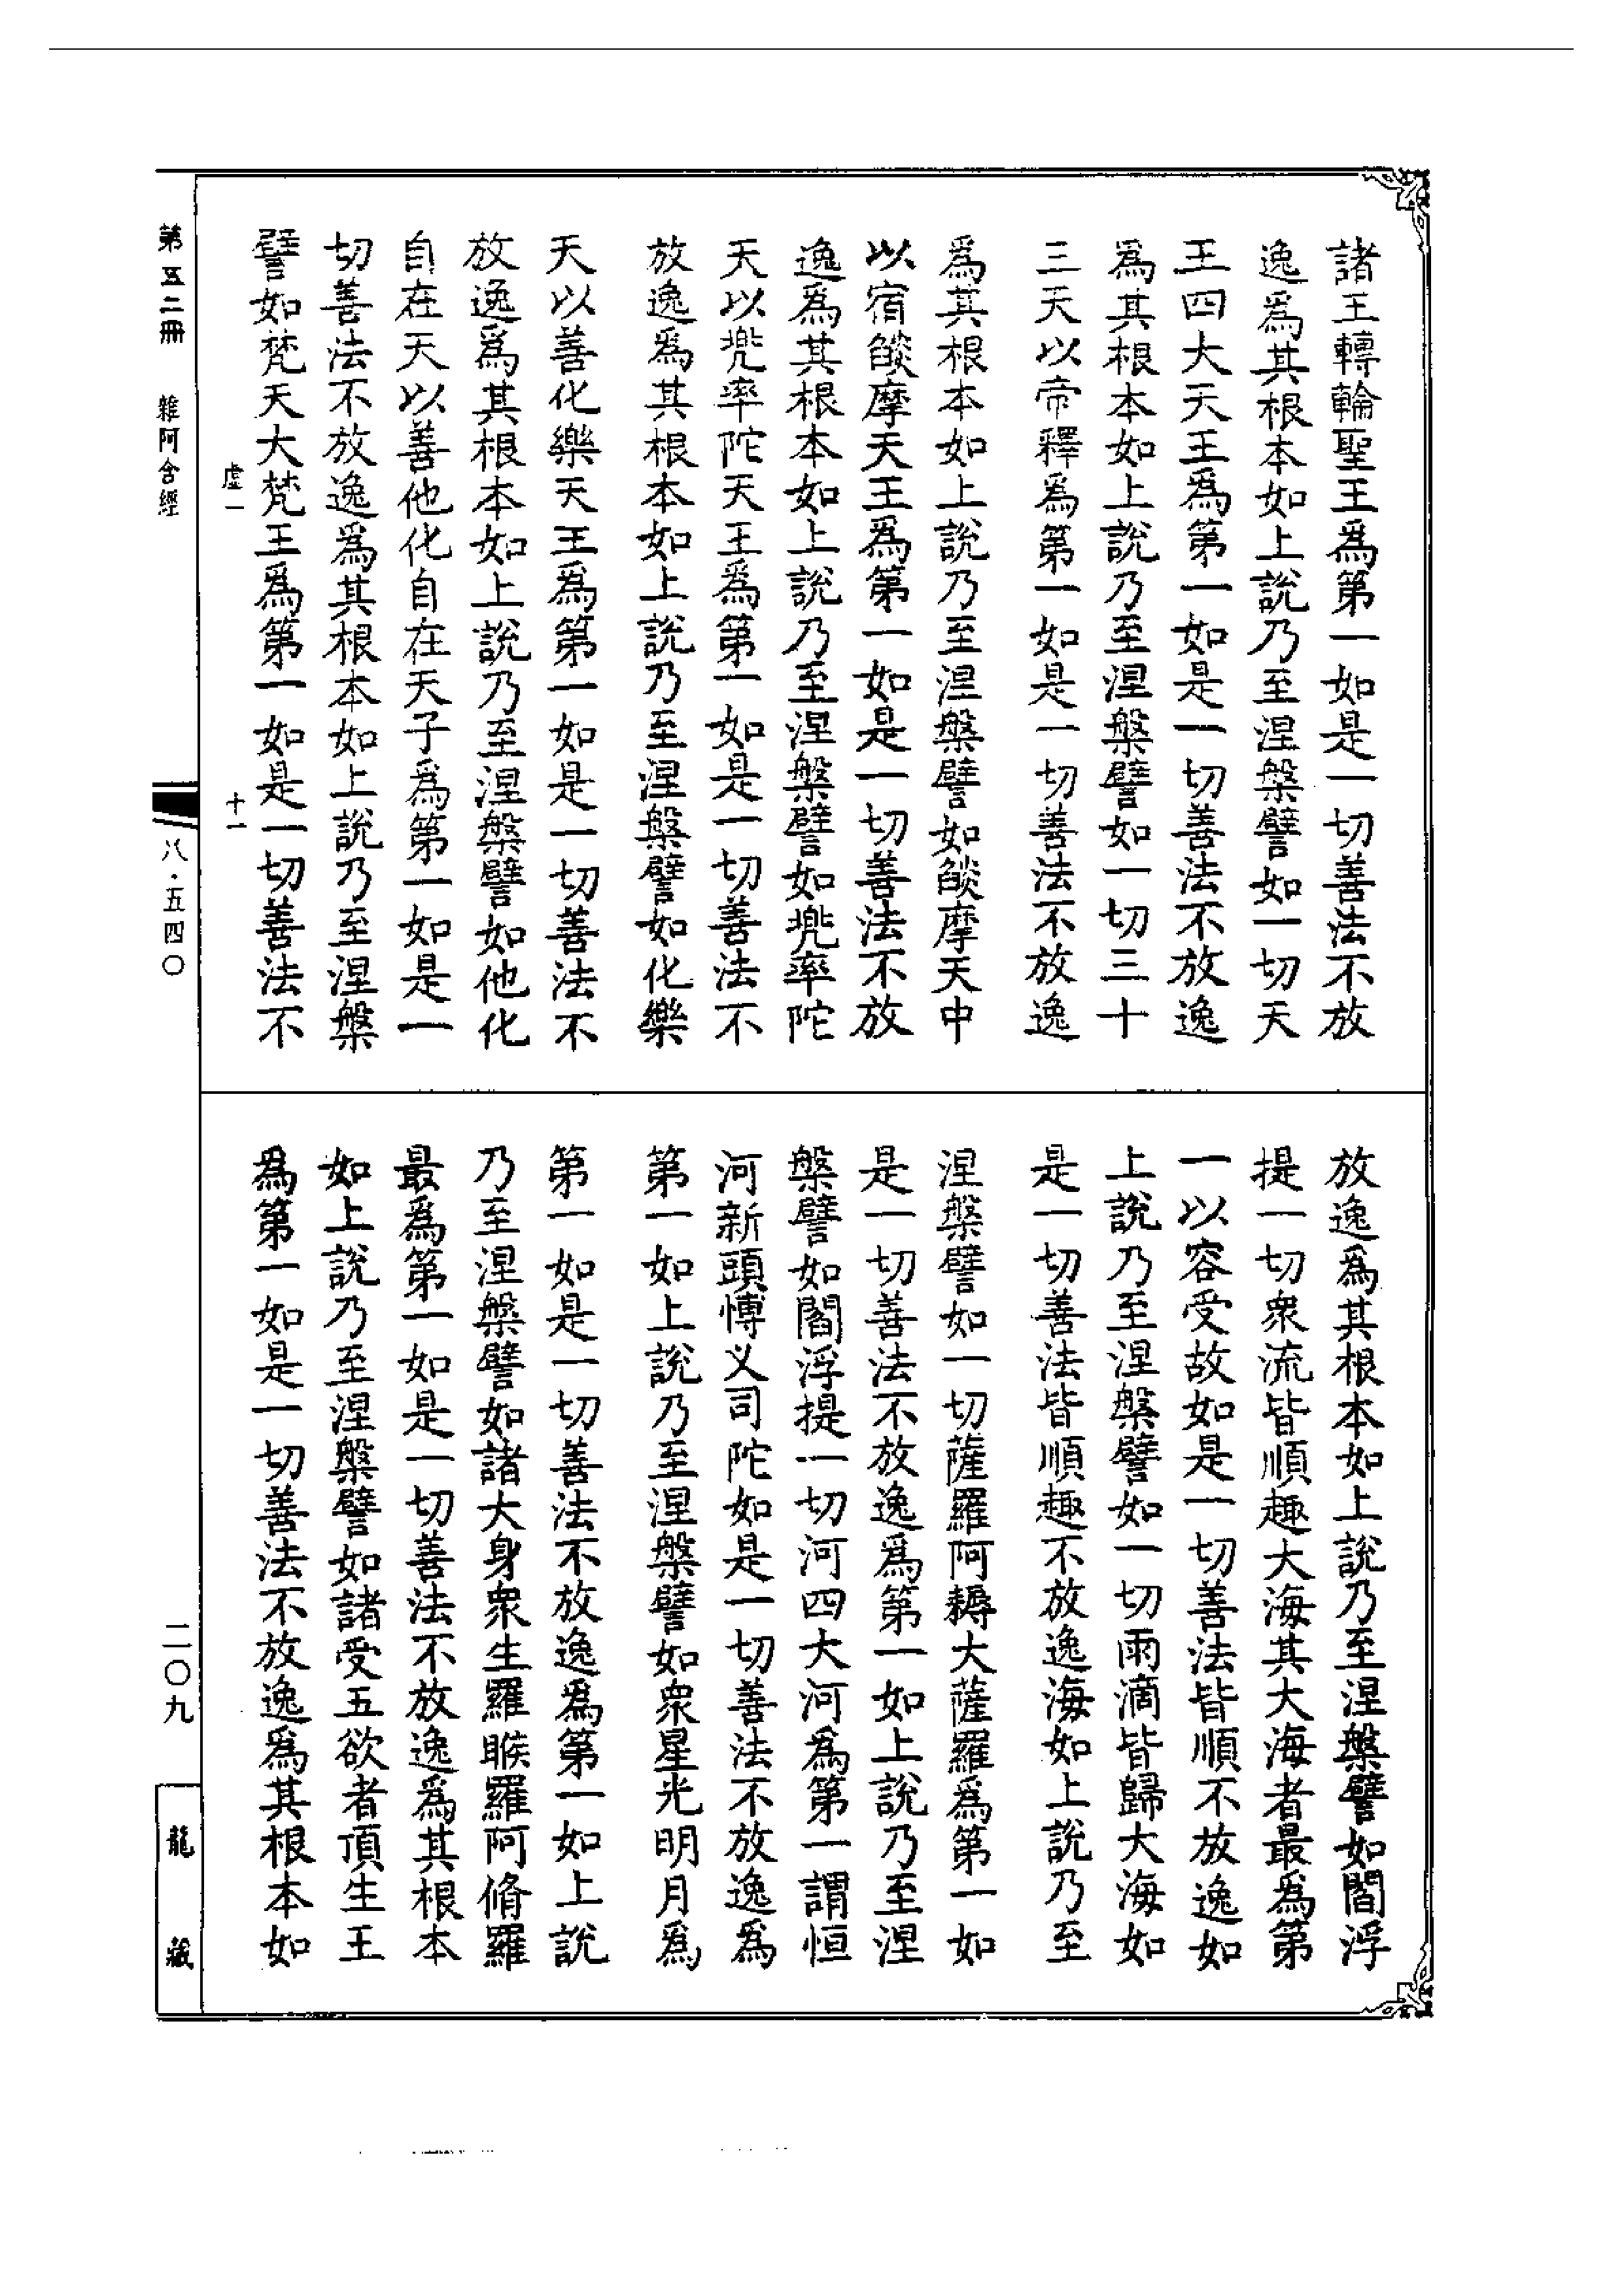 諸王轉輪聖王爲第一如是一切善法不放
逸爲其根本如上說乃至涅槃譬如一切天
王四大天王爲第一如是一切善法不放逸
爲其根本如上說乃至涅槃譬如一切三十
三天以帝釋爲第一如是一切善法不放逸
爲其根本如上說乃至涅槃譬如燄摩天中
以宿燄摩天王爲第一如是一切善法不放
逸爲其根本如上說乃至涅槃譬如兠率陀
天以兠率陀天王爲第一如是一切善法不
放逸爲其根本如上說乃至涅槃譬如化樂
天以善化樂天王爲第一如是一切善法不
放逸爲其根本如上說乃至涅槃譬如他化
自在天以善他化自在天子爲第一如是一
切善法不放逸爲其根本如上說乃至涅槃
譬如梵天大梵王爲第一如是一切善法不
虛一
十一
放逸爲其根本如上說乃至涅槃譬如閻浮
提一切衆流皆順趣大海其大海者最爲第
一以容受故如是一切善法皆順不放逸如
上說乃至涅槃譬如一切雨滴皆歸大海如
是一切善法皆順趣不放逸海如上說乃至
涅槃譬如一切薩羅阿耨大薩羅爲第一如
是一切善法不放逸爲第一如上說乃至涅
槃譬如閻浮提一切河四大河爲第一謂恒
河新頭愽义司陀如是一切善法不放逸爲
第一如上說乃至涅槃譬如衆星光明月爲
第一如是一切善法不放逸爲第一如上說
乃至涅槃譬如諸大身衆生羅睺羅阿脩羅
最爲第一如是一切善法不放逸爲其根本
如上說乃至涅槃譬如諸受五欲者頂生王
爲第一如是一切善法不放逸爲其根本如
第五二冊
雜阿含經
八·五四〇
二〇九
龍藏